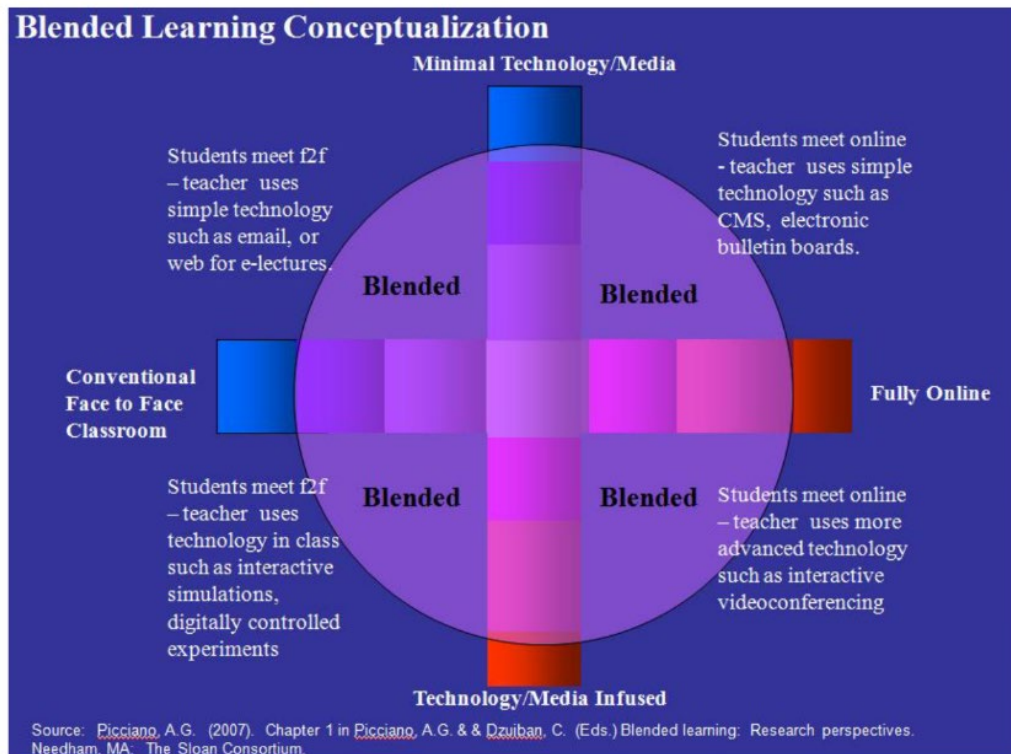 Blended Learning Conceptualization
Minimal Technology/Media
Students meet f2f
– teacher uses
simple technology
such as email, or
web for e-lectures.
Students meet online
- teacher uses simple
technology such as
CMS, electronic
bulletin boards.
Blended
Blended
Conventional
Face to Face
Classroom
Fully Online
Students meet f2f
– teacher uses
technology in class
such as interactive
simulations,
digitally controlled
experiments
Blended
Blended
Students meet online
– teacher uses more
advanced technology
such as interactive
videoconferencing
Technology/Media Infused
Source: Picciano, A.G. (2007). Chapter 1 in Picciano, A.G. & & Dzuiban, C. (Eds.) Blended learning: Research perspectives.
Needham, MA: The Sloan Consortium.